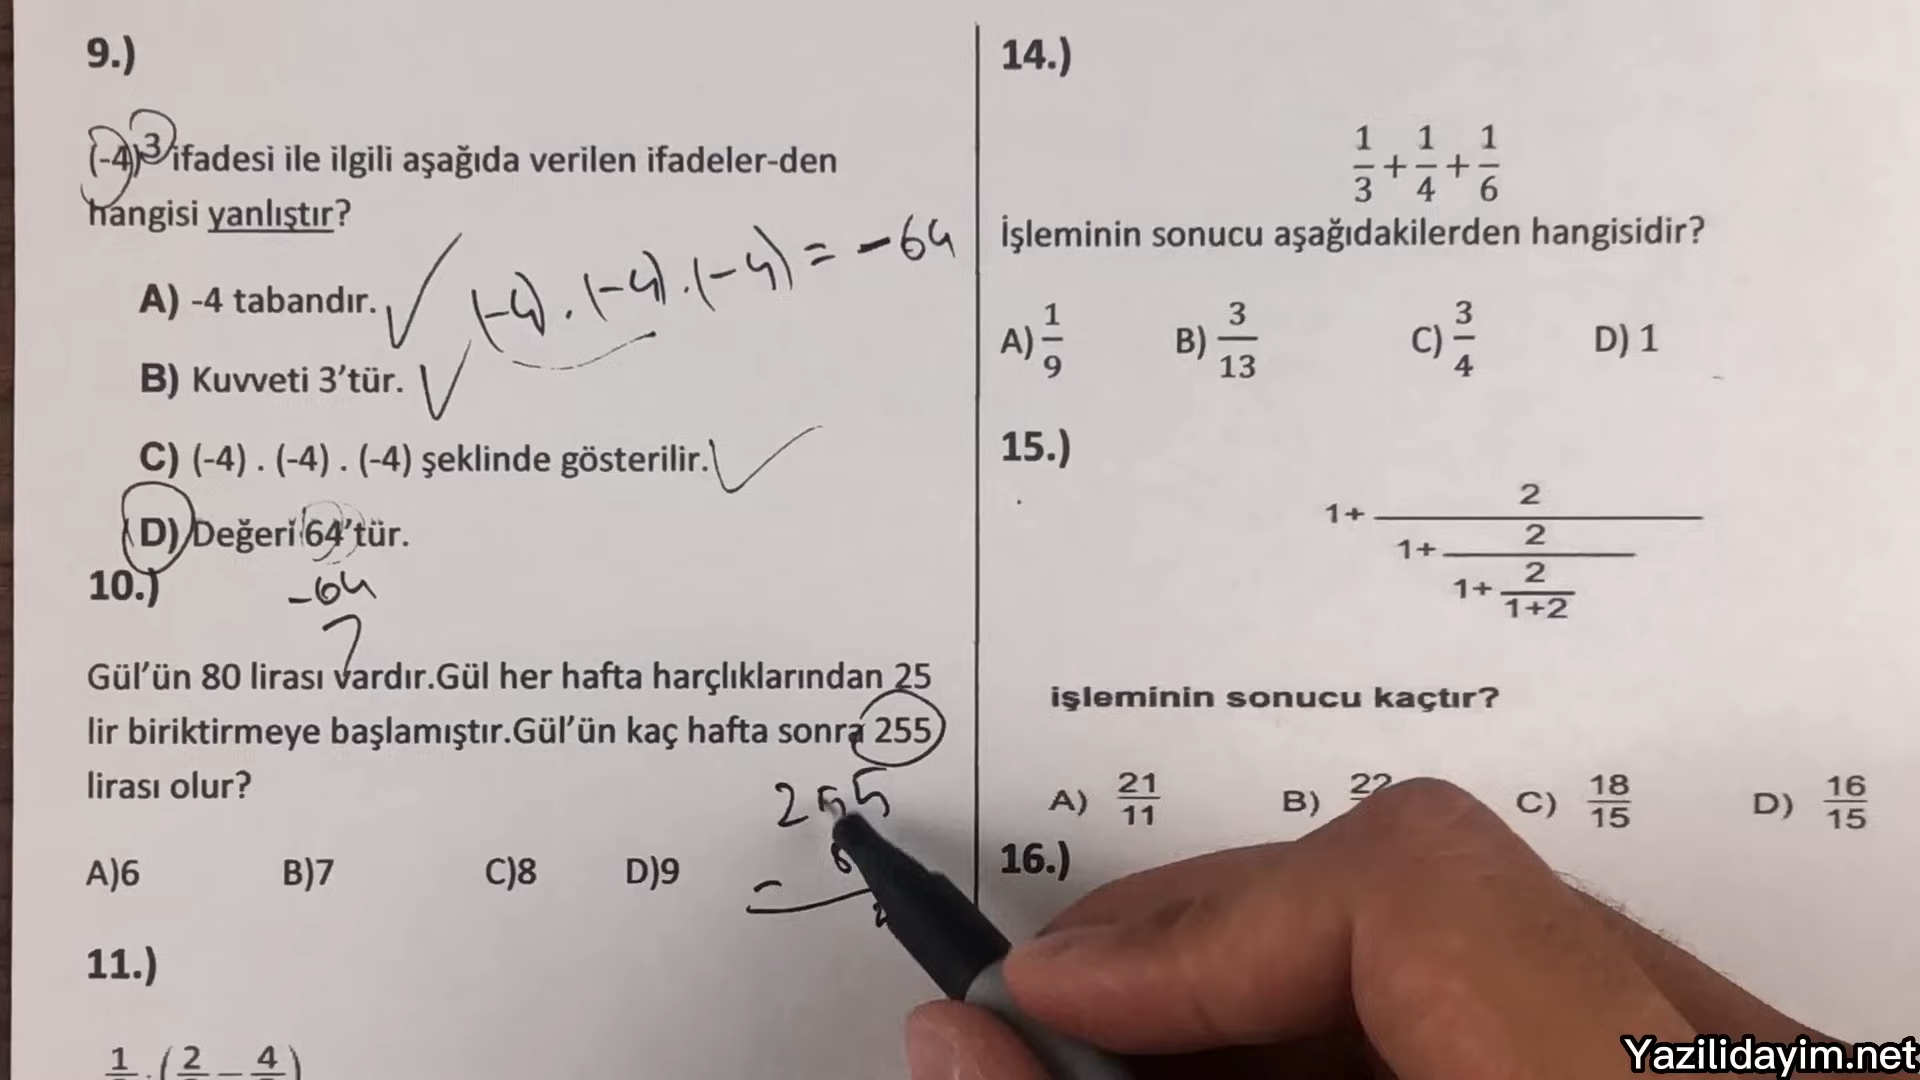 9.)
(-4)³ ifadesi ile ilgili aşağıda verilen ifadeler-den
hangisi yanlıştır?
(-4) . (-4) . (-4) = -64
A) -4 tabandır.
B) Kuvveti 3'tür.
C) (-4) . (-4) . (-4) şeklinde gösterilir.
D) Değeri 64'tür.
-64
10.)
Gül'ün 80 lirası vardır.Gül her hafta harçlıklarından 25
lir biriktirmeye başlamıştır.Gül'ün kaç hafta sonra 255
lirası olur?
255
A)6 B)7 C)8 D)9
11.)
14.)
1/3 + 1/4 + 1/6
İşleminin sonucu aşağıdakilerden hangisidir?
A) 1/9 B) 3/13 C) 3/4 D) 1
15.)
1+ 2
1+ 2
1+ 2
1+2
işleminin sonucu kaçtır?
A) 21/11 B) 22 C) 18/15 D) 16/15
16.)
Yazilidayim.net